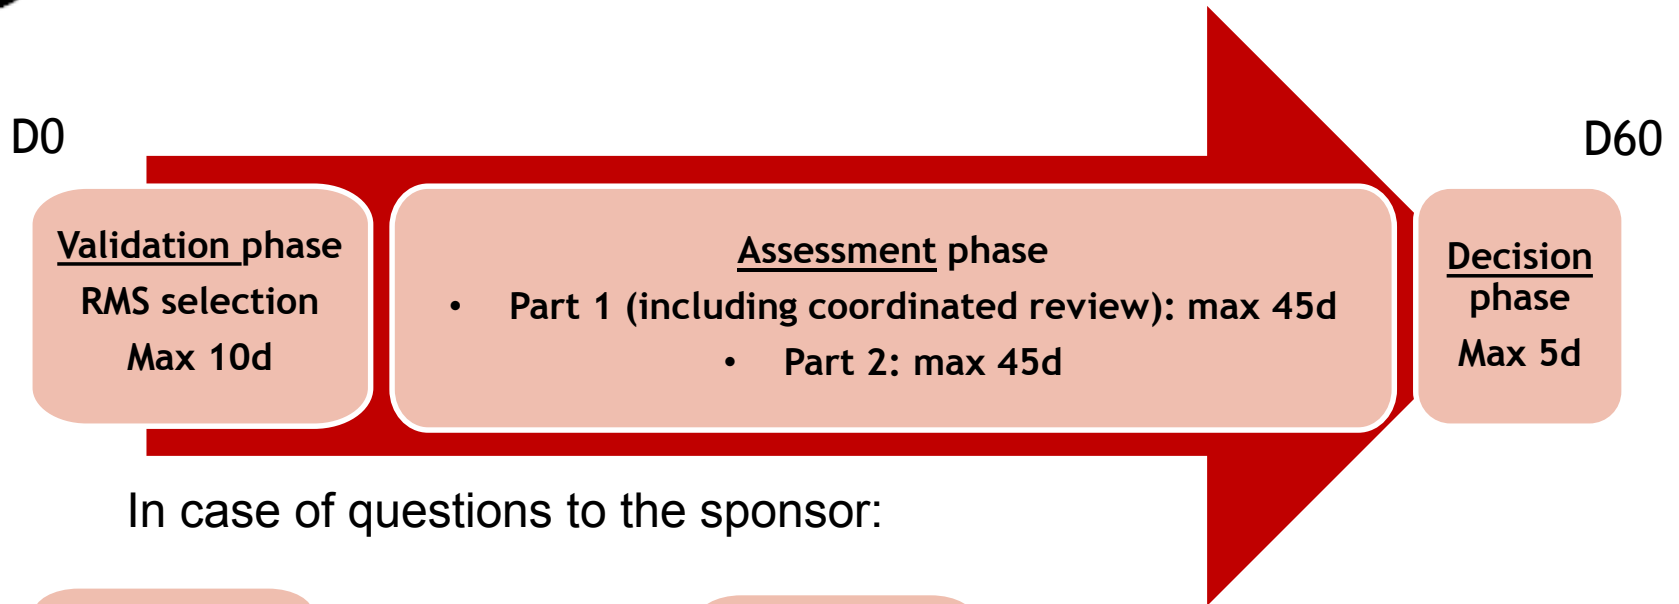 D0
D60
Validation phase
RMS selection
Max 10d
Assessment phase
• Part 1 (including coordinated review): max 45d
• Part 2: max 45d
Decision
phase
Max 5d
In case of questions to the sponsor: